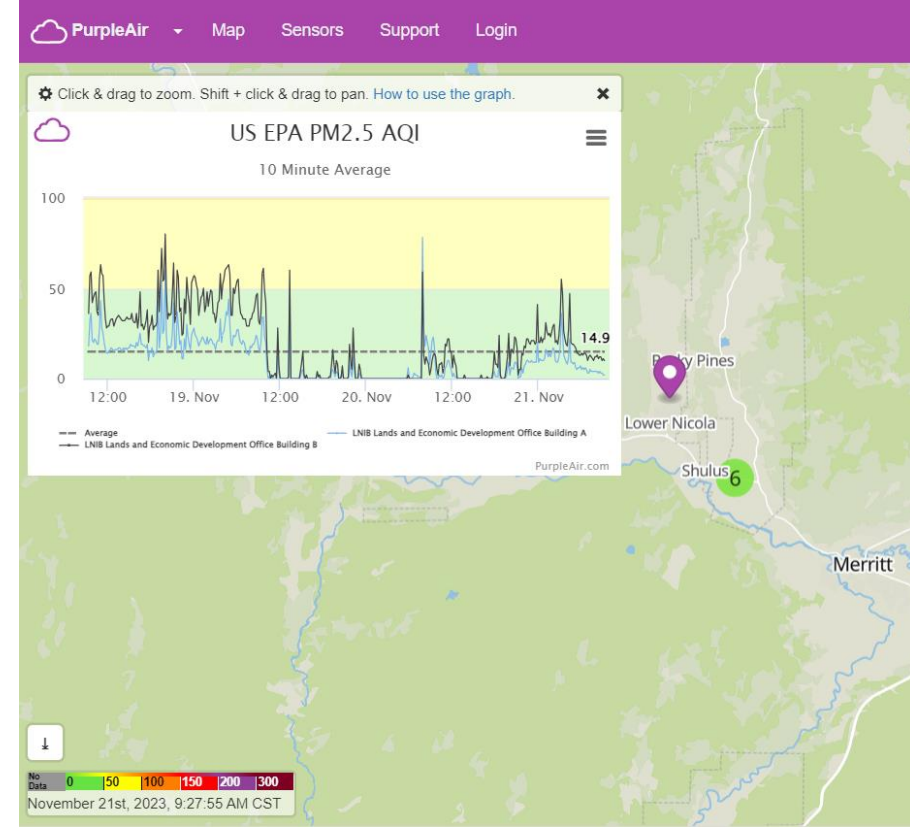 PurpleAir Map Sensors Support Login
Click & drag to zoom. Shift + click & drag to pan. How to use the graph.
US EPA PM2.5 AQI
10 Minute Average
100
50
0
14.9
12:00 19. Nov 12:00 20. Nov 12:00 21. Nov
Average
LNIB Lands and Economic Development Office Building A
LNIB Lands and Economic Development Office Building B
PurpleAir.com
Pines
Lower Nicola
Shulus
6
Merritt
No Data 0 50 100 150 200 300
November 21st, 2023, 9:27:55 AM CST